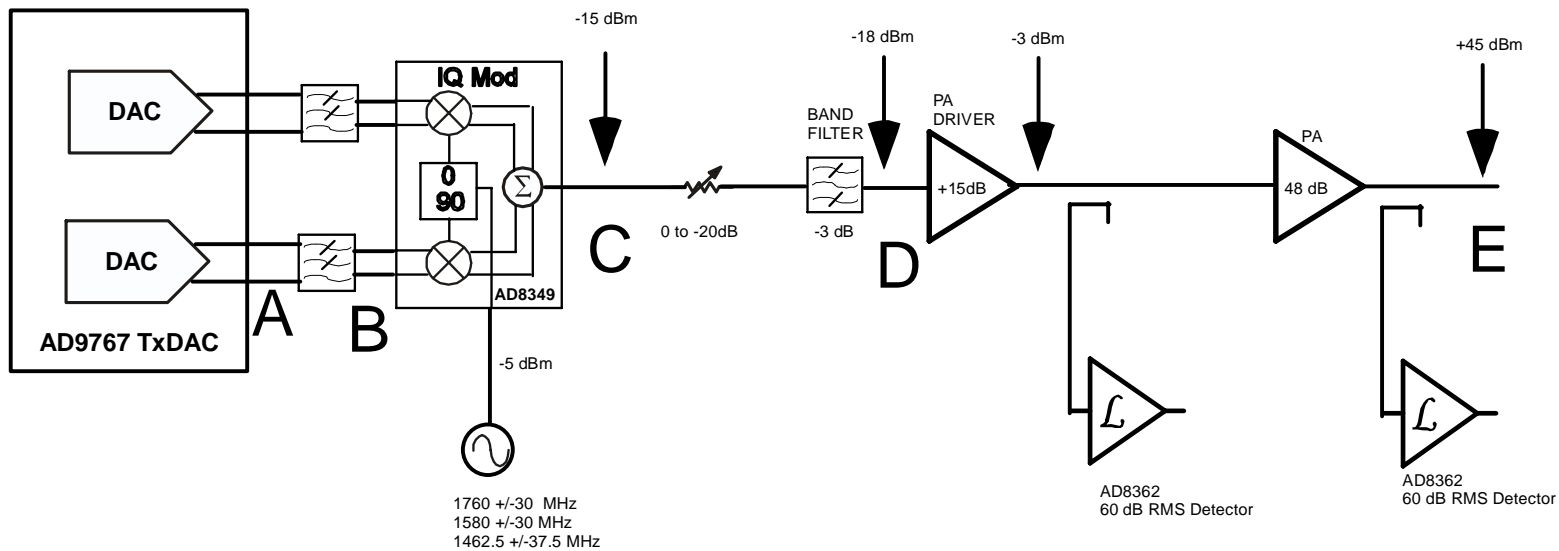 -15 dBm
-18 dBm
-3 dBm
+45 dBm
IQ Mod
DAC
BAND
FILTER
PA
DRIVER
PA
0
90
Σ
+15dB
48 dB
C
0 to -20dB
-3 dB
D
E
DAC
AD8349
A
B
AD9767 TxDAC
-5 dBm
ℒ
ℒ
1760 +/-30 MHz
1580 +/-30 MHz
1462.5 +/-37.5 MHz
AD8362
60 dB RMS Detector
AD8362
60 dB RMS Detector